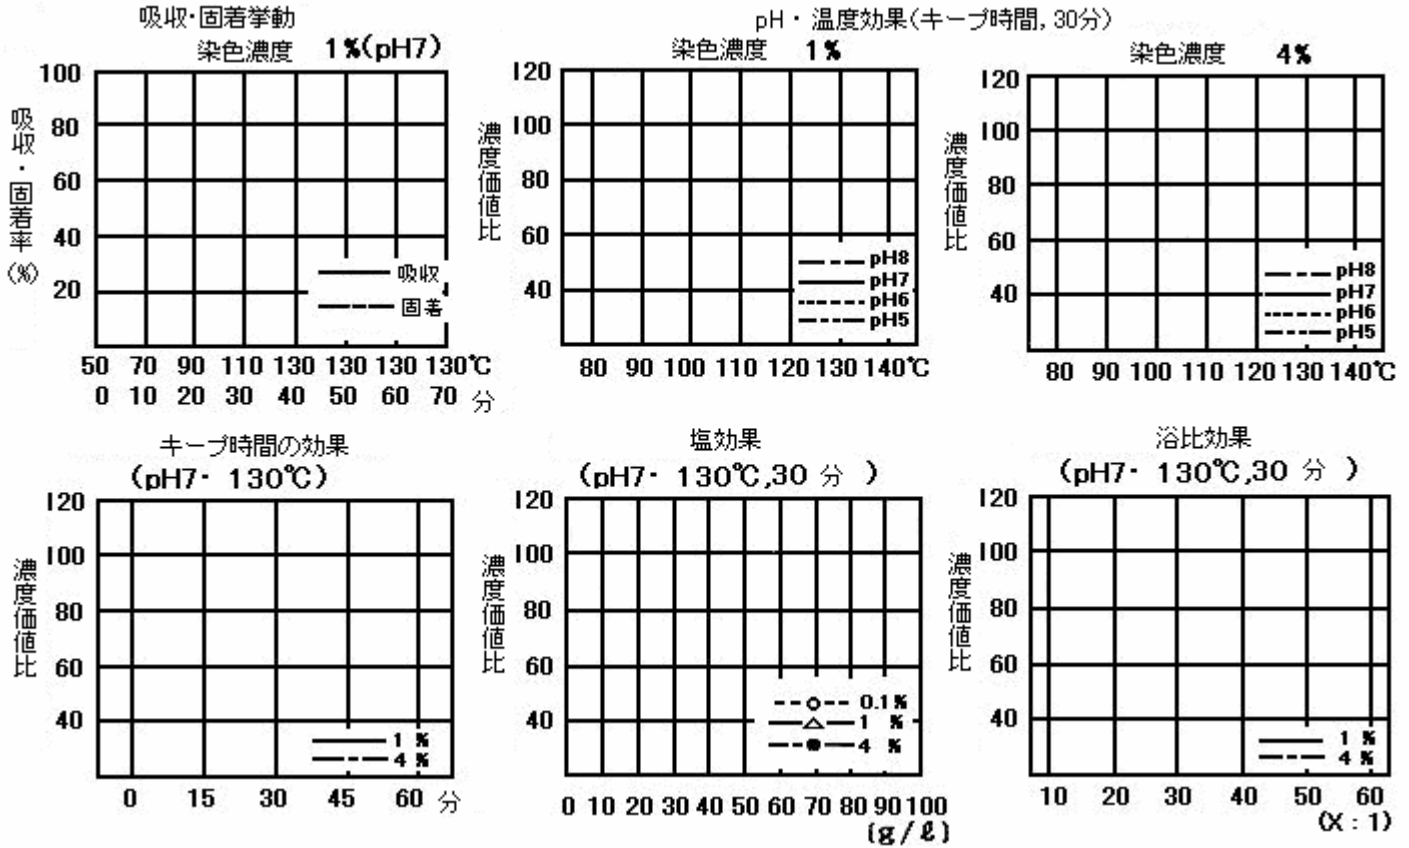 吸収・固着挙動
染色濃度 1%(pH7)
100
80
60
40
20
吸収・固着率(%)
吸収
固着
50 70 90 110 130 130 130 130℃
0 10 20 30 40 50 60 70 分
pH・温度効果(キープ時間,30分)
染色濃度 1%
120
100
80
60
40
濃度価値比
pH8
pH7
pH6
pH5
80 90 100 110 120 130 140℃
染色濃度 4%
120
100
80
60
40
濃度価値比
pH8
pH7
pH6
pH5
80 90 100 110 120 130 140℃
キープ時間の効果
(pH7・ 130℃)
120
100
80
60
40
濃度価値比
1 %
4 %
0 15 30 45 60 分
塩効果
(pH7・ 130℃,30 分 )
120
100
80
60
40
濃度価値比
0.1%
1 %
4 %
0 10 20 30 40 50 60 70 80 90 100
(g/ℓ)
浴比効果
(pH7・ 130℃,30 分 )
120
100
80
60
40
濃度価値比
1 %
4 %
10 20 30 40 50 60
(X:1)